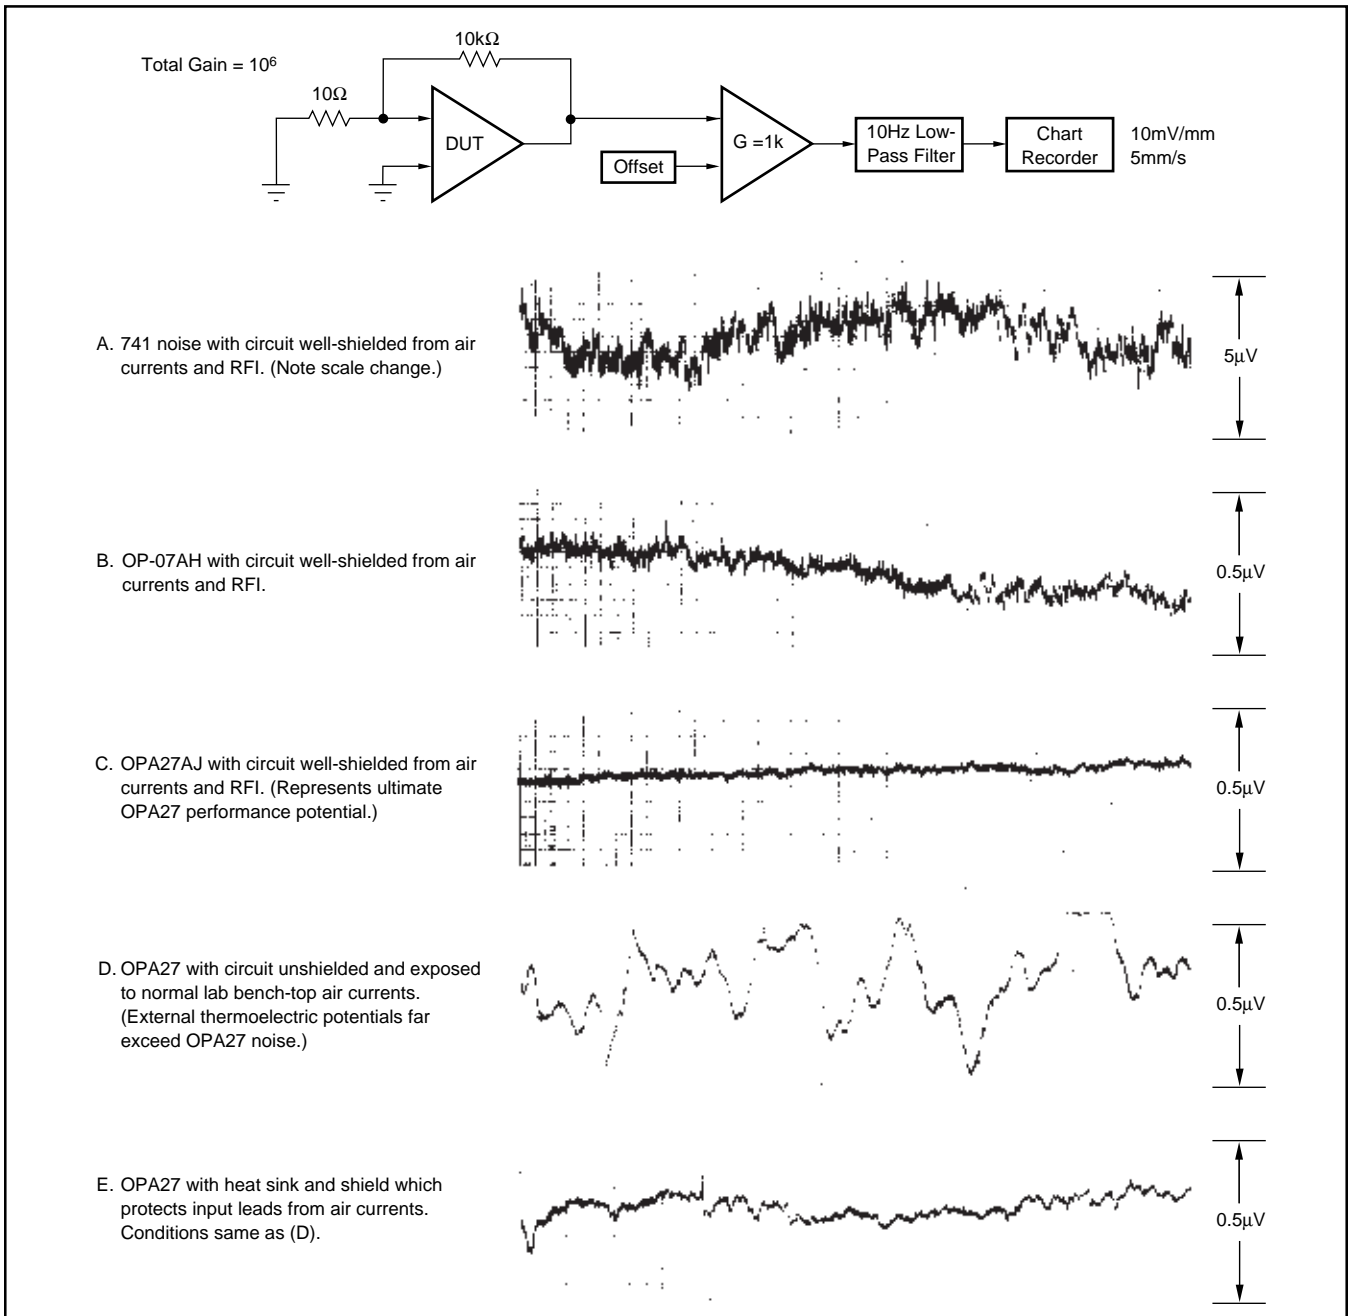 Total Gain = 10⁶
10kΩ
10Ω
DUT
Offset
G =1k
10Hz Low-
Pass Filter
Chart
Recorder
10mV/mm
5mm/s
A. 741 noise with circuit well-shielded from air
currents and RFI. (Note scale change.)
5µV
B. OP-07AH with circuit well-shielded from air
currents and RFI.
0.5µV
C. OPA27AJ with circuit well-shielded from air
currents and RFI. (Represents ultimate
OPA27 performance potential.)
0.5µV
D. OPA27 with circuit unshielded and exposed
to normal lab bench-top air currents.
(External thermoelectric potentials far
exceed OPA27 noise.)
0.5µV
E. OPA27 with heat sink and shield which
protects input leads from air currents.
Conditions same as (D).
0.5µV